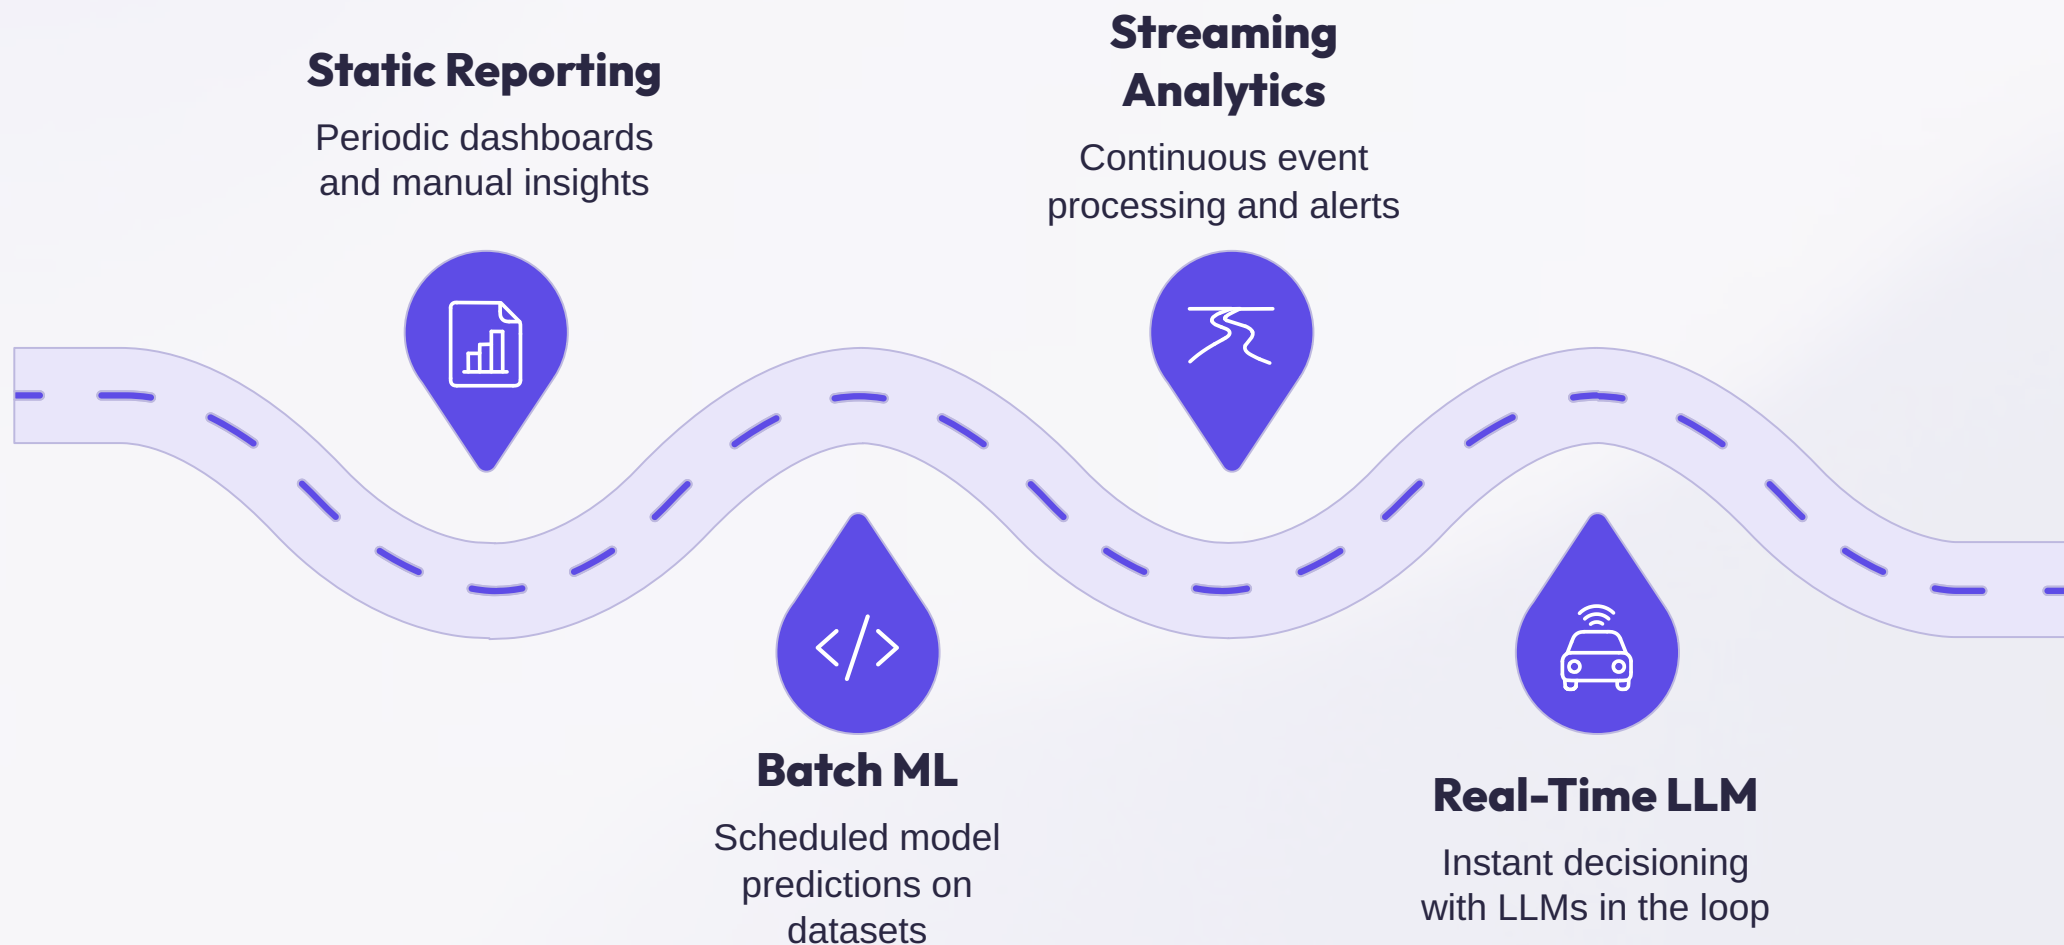 Static Reporting
Periodic dashboards
and manual insights
Batch ML
Scheduled model
predictions on
datasets
Streaming
Analytics
Continuous event
processing and alerts
Real-Time LLM
Instant decisioning
with LLMs in the loop